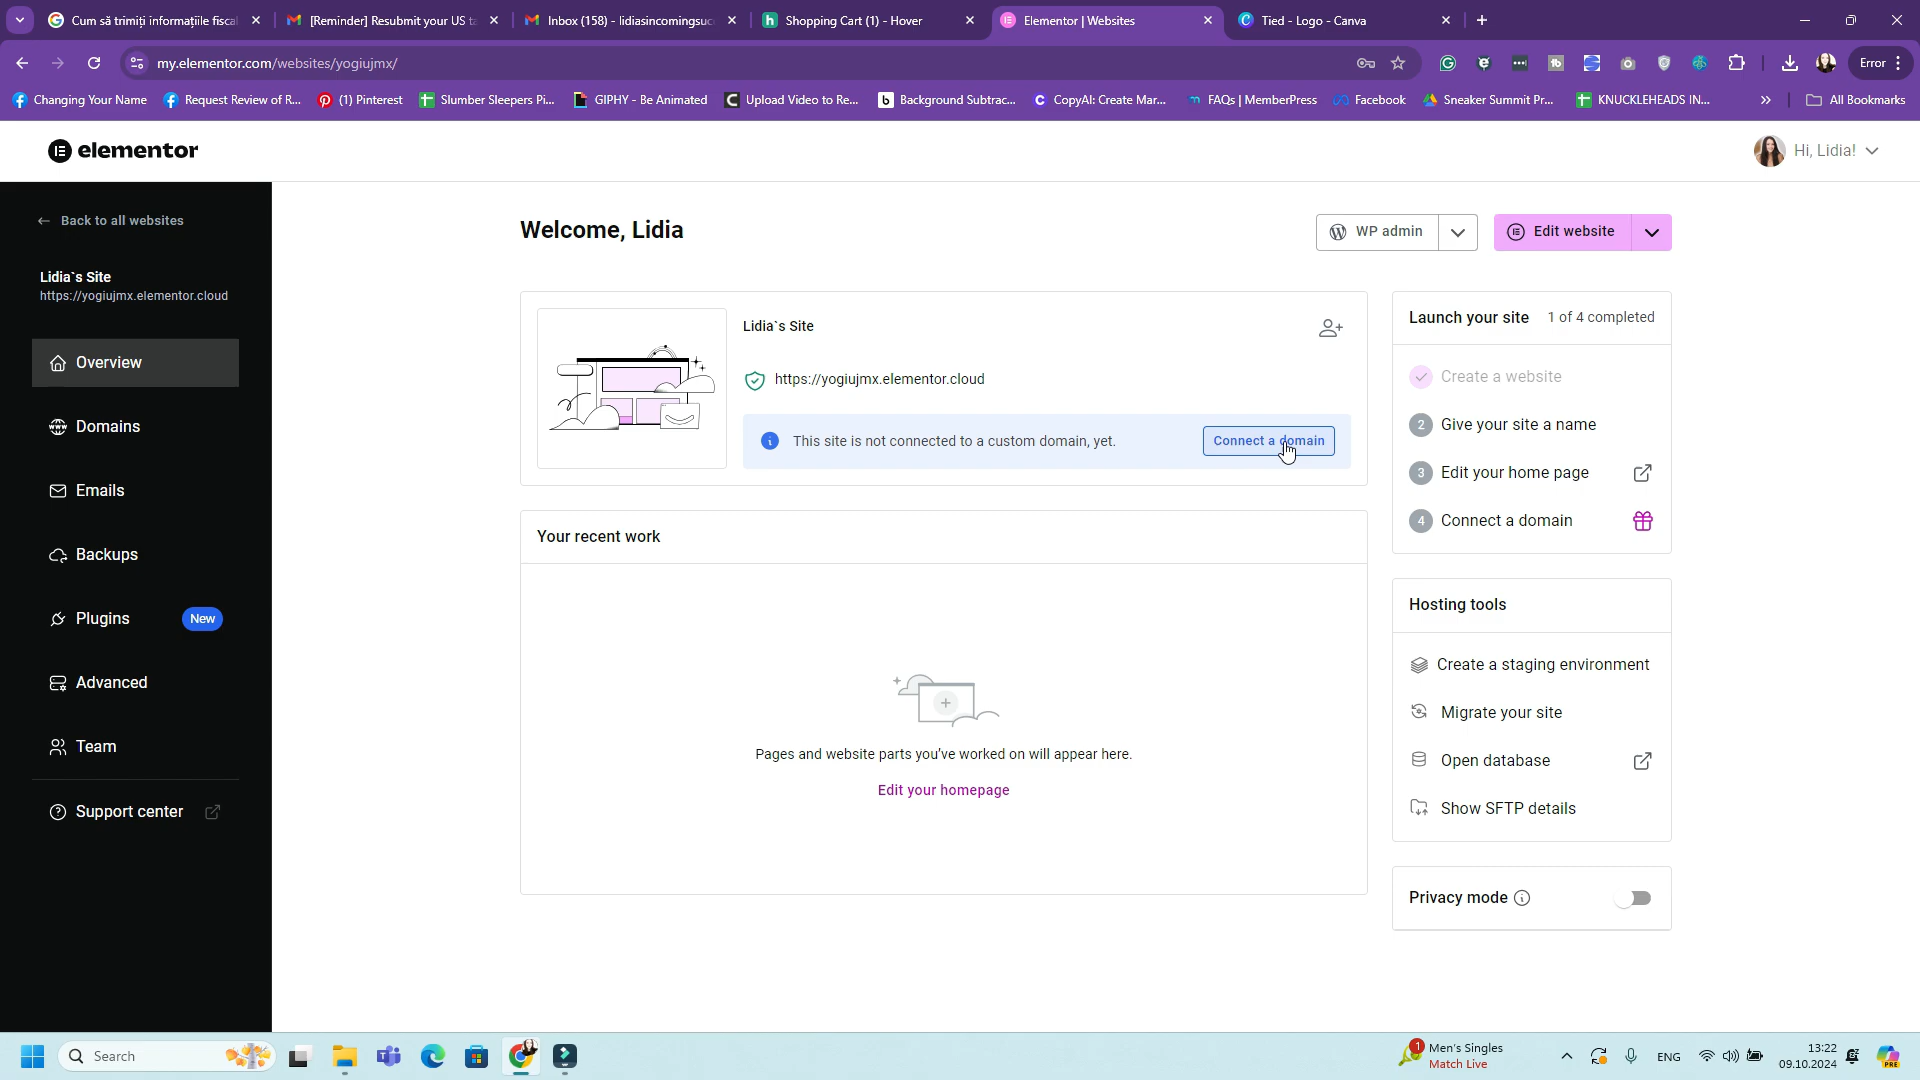 Cum să trimiți informațiile fiscal
[Reminder] Resubmit your US ta
Inbox (158) - lidiasincomingsuc
Shopping Cart (1) - Hover
Elementor | Websites
Tied - Logo - Canva
my.elementor.com/websites/yogiujmx/
Error
Changing Your Name
Request Review of R...
(1) Pinterest
Slumber Sleepers Pi...
GIPHY - Be Animated
Upload Video to Re...
Background Subtrac...
CopyAI: Create Mar...
FAQs | MemberPress
Facebook
Sneaker Summit Pr...
KNUCKLEHEADS IN...
All Bookmarks
elementor
Hi, Lidia!
Back to all websites
Lidia`s Site
https://yogiujmx.elementor.cloud
Overview
Domains
Emails
Backups
Plugins New
Advanced
Team
Support center
Welcome, Lidia
WP admin
Edit website
Lidia`s Site
https://yogiujmx.elementor.cloud
This site is not connected to a custom domain, yet.
Connect a domain
Your recent work
Pages and website parts you've worked on will appear here.
Edit your homepage
Launch your site 1 of 4 completed
Create a website
2 Give your site a name
3 Edit your home page
4 Connect a domain
Hosting tools
Create a staging environment
Migrate your site
Open database
Show SFTP details
Privacy mode
Search
1
Men's Singles
Match Live
ENG
13:22
09.10.2024
PRE